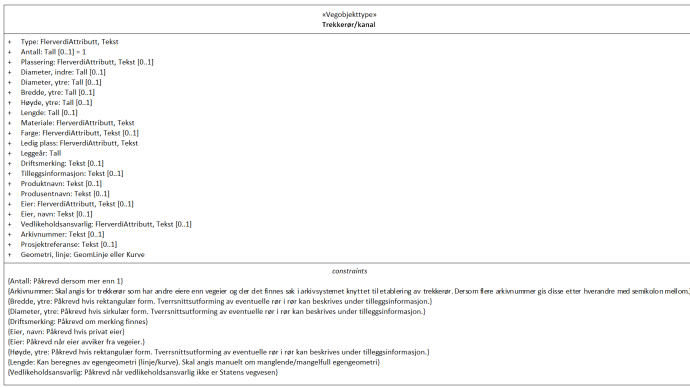 «Vegobjekttype»
Trekkerør/kanal
+ Type: FlerverdiAttributt, Tekst
+ Antall: Tall [0..1] = 1
+ Plassering: FlerverdiAttributt, Tekst [0..1]
+ Diameter, indre: Tall [0..1]
+ Diameter, ytre: Tall [0..1]
+ Bredde, ytre: Tall [0..1]
+ Høyde, ytre: Tall [0..1]
+ Lengde: Tall [0..1]
+ Materiale: FlerverdiAttributt, Tekst
+ Farge: FlerverdiAttributt, Tekst [0..1]
+ Ledig plass: FlerverdiAttributt, Tekst
+ Leggeår: Tall
+ Driftsmerking: Tekst [0..1]
+ Tilleggsinformasjon: Tekst [0..1]
+ Produktnavn: Tekst [0..1]
+ Produsentnavn: Tekst [0..1]
+ Eier: FlerverdiAttributt, Tekst [0..1]
+ Eier, navn: Tekst [0..1]
+ Vedlikeholdsansvarlig: FlerverdiAttributt, Tekst [0..1]
+ Arkivnummer: Tekst [0..1]
+ Prosjektreferanse: Tekst [0..1]
+ Geometri, linje: GeomLinje eller Kurve
constraints
{Antall: Påkrevd dersom mer enn 1}
{Arkivnummer: Skal angis for trekkerør som har andre eiere enn vegeier og der det finnes sak i arkivsystemet knyttet til etablering av trekkerør. Dersom flere arkivnummer gis disse etter hverandre med semikolon mellom.}
{Bredde, ytre: Påkrevd hvis rektangulær form. Tverrsnittsutforming av eventuelle rør i rør kan beskrives under tilleggsinformasjon.}
{Diameter, ytre: Påkrevd hvis sirkulær form. Tverrsnittsutforming av eventuelle rør i rør kan beskrives under tilleggsinformasjon.}
{Driftsmerking: Påkrevd om merking finnes}
{Eier, navn: Påkrevd hvis privat eier}
{Eier: Påkrevd når eier avviker fra vegeier.}
{Høyde, ytre: Påkrevd hvis rektangulær form. Tverrsnittsutforming av eventuelle rør i rør kan beskrives under tilleggsinformasjon.}
{Lengde: Kan beregnes av egengeometri (linje/kurve). Skal angis manuelt om manglende/mangelfull egengeometri}
{Vedlikeholdsansvarlig: Påkrevd når vedlikeholdsansvarlig ikke er Statens vegvesen}